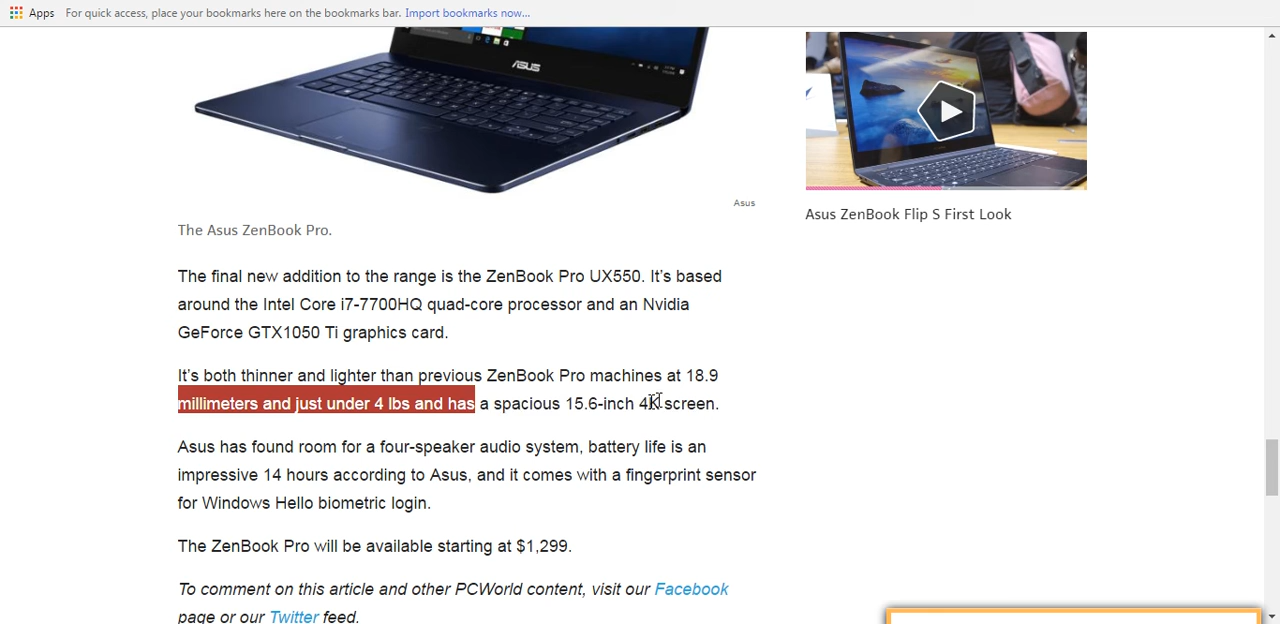 Apps For quick access, place your bookmarks here on the bookmarks bar. Import bookmarks now...
ASUS
Asus
The Asus ZenBook Pro.
Asus ZenBook Flip S First Look
The final new addition to the range is the ZenBook Pro UX550. It's based
around the Intel Core i7-7700HQ quad-core processor and an Nvidia
GeForce GTX1050 Ti graphics card.
It's both thinner and lighter than previous ZenBook Pro machines at 18.9
millimeters and just under 4 lbs and has a spacious 15.6-inch 4K screen.
Asus has found room for a four-speaker audio system, battery life is an
impressive 14 hours according to Asus, and it comes with a fingerprint sensor
for Windows Hello biometric login.
The ZenBook Pro will be available starting at $1,299.
To comment on this article and other PCWorld content, visit our Facebook
page or our Twitter feed.